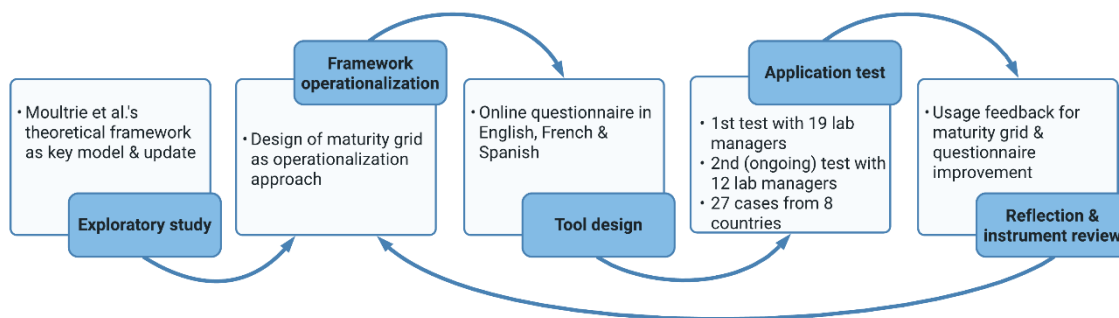 • Moultrie et al.'s
theoretical framework
as key model & update
Exploratory study
Framework
operationalization
• Design of maturity grid
as operationalization
approach
• Online questionnaire in
English, French &
Spanish
Tool design
Application test
• 1st test with 19 lab
managers
• 2nd (ongoing) test with
12 lab managers
• 27 cases from 8
countries
• Usage feedback for
maturity grid &
questionnaire
improvement
Reflection &
instrument review